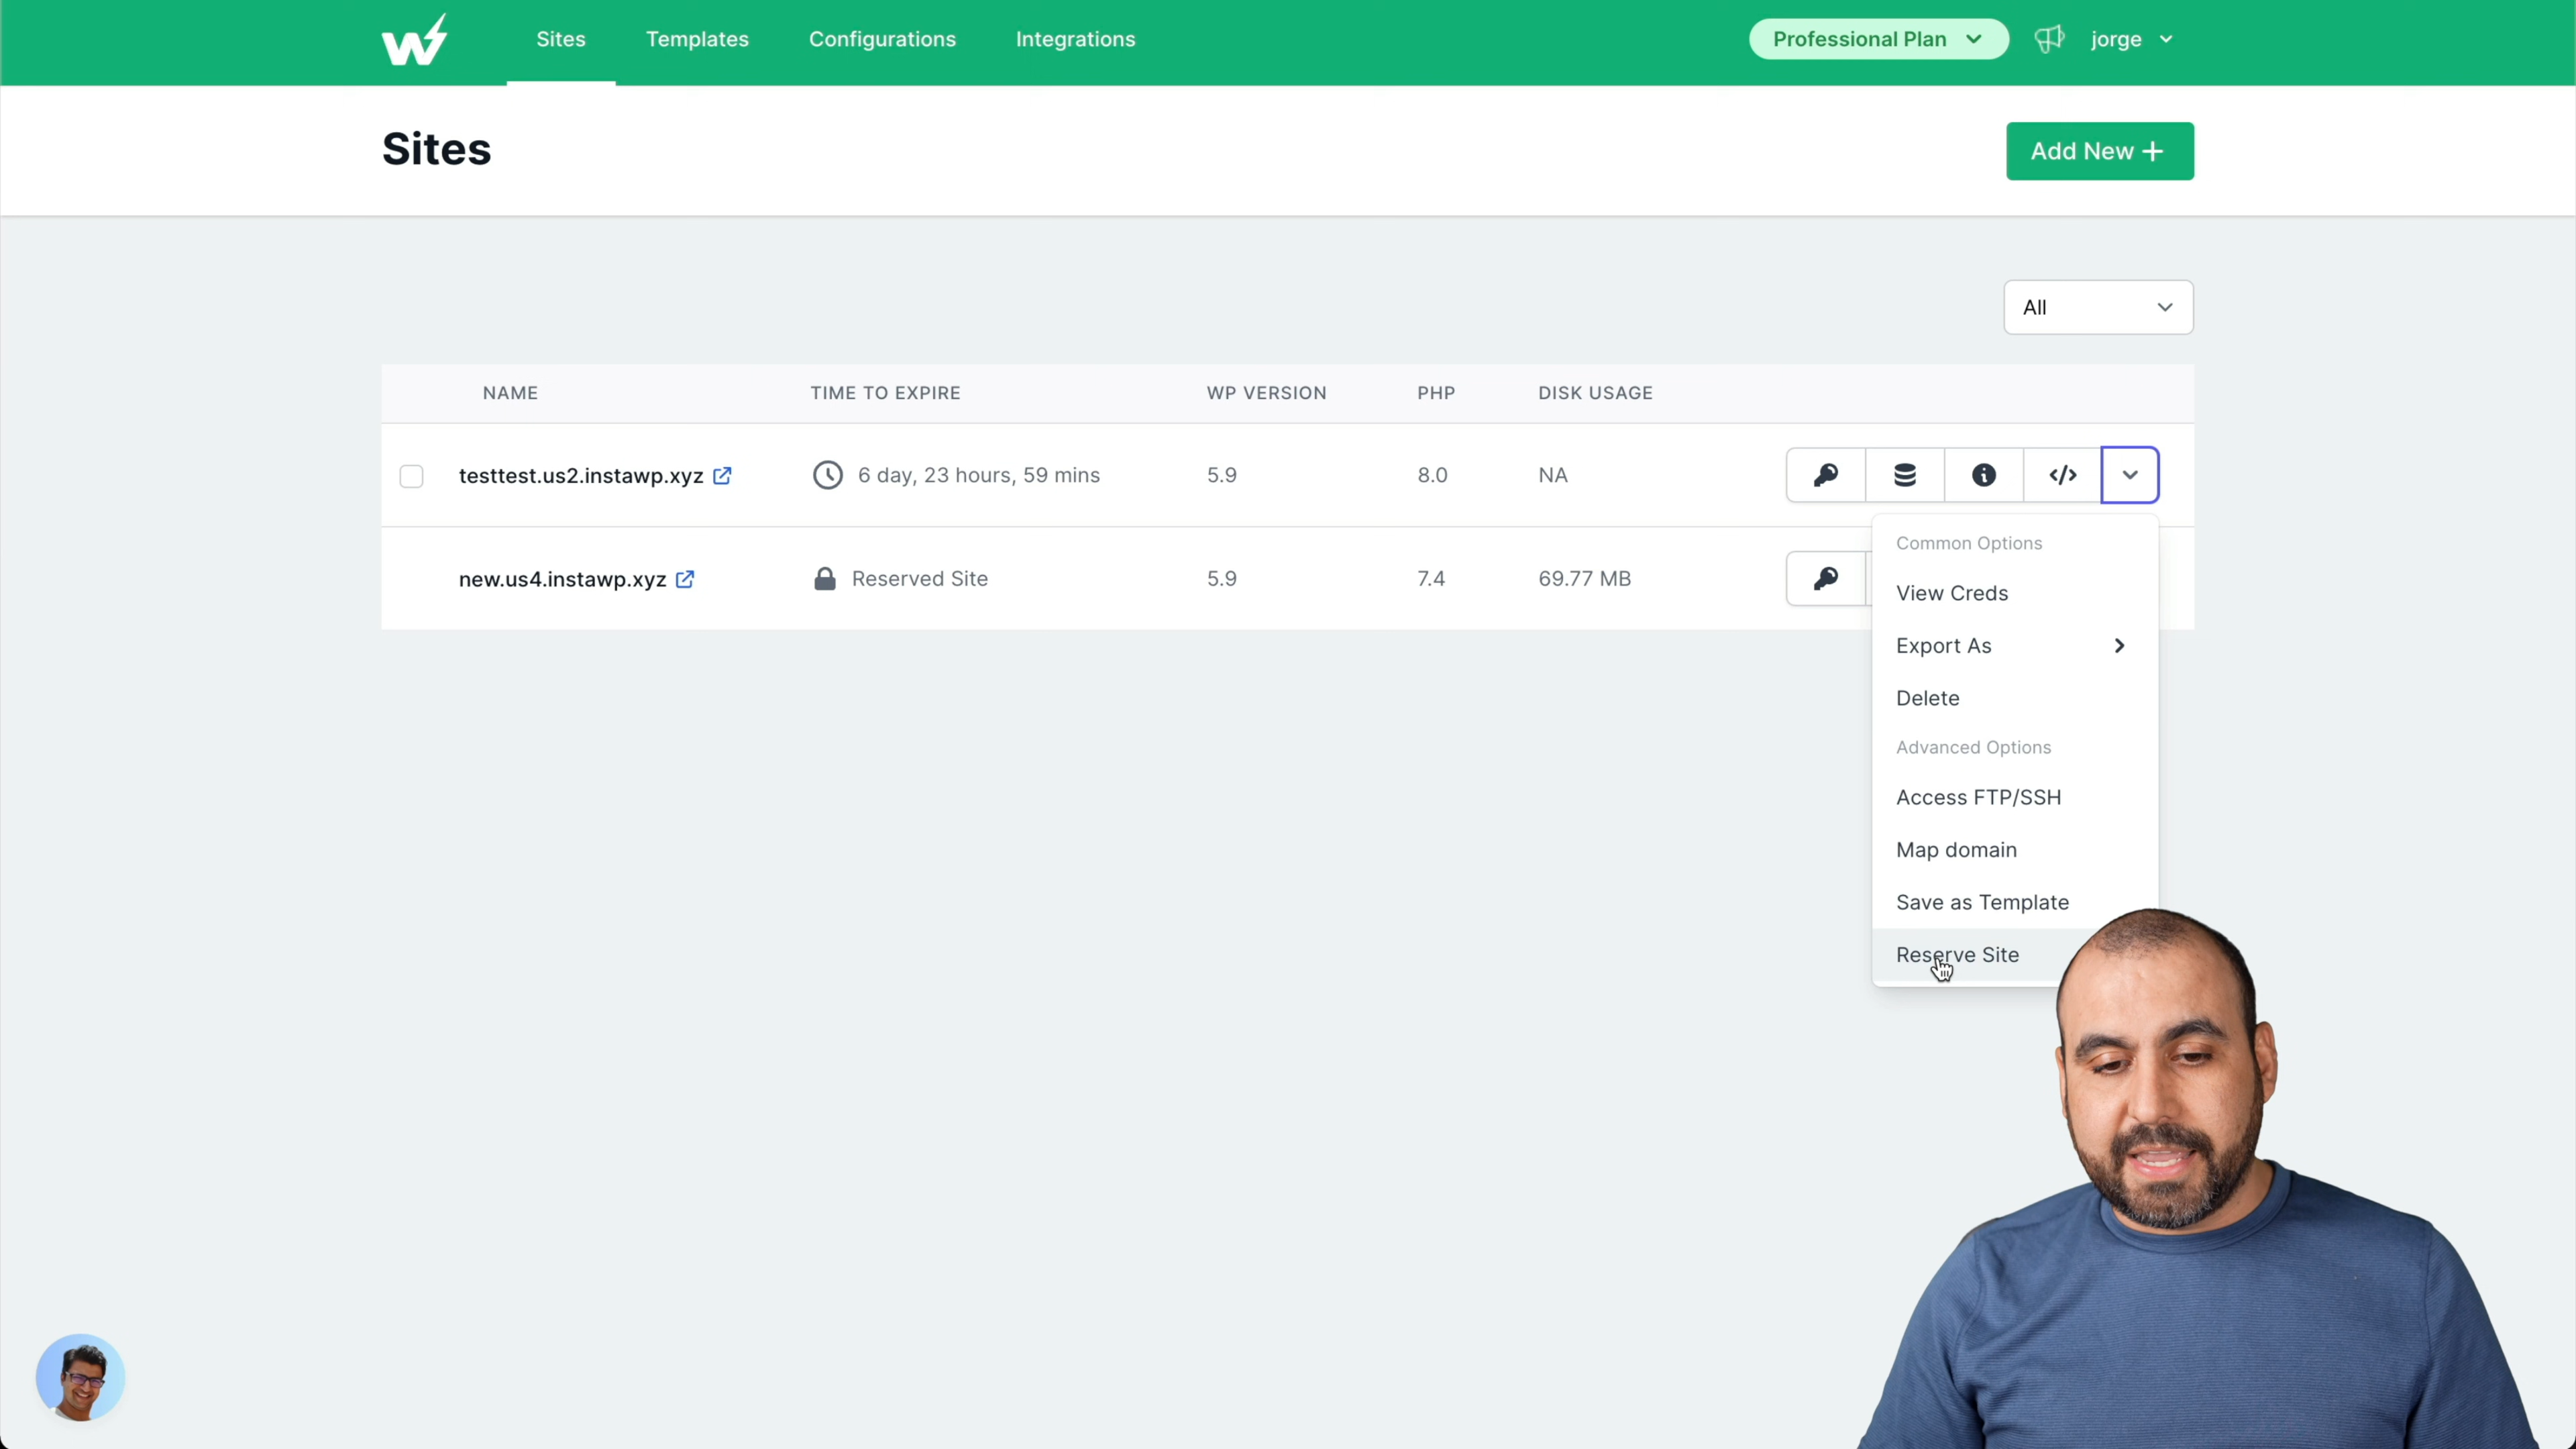 Sites Templates Configurations Integrations Professional Plan jorge
Sites
Add New +
All
NAME TIME TO EXPIRE WP VERSION PHP DISK USAGE
testtest.us2.instawp.xyz 6 day, 23 hours, 59 mins 5.9 8.0 NA
new.us4.instawp.xyz Reserved Site 5.9 7.4 69.77 MB
Common Options
View Creds
Export As
Delete
Advanced Options
Access FTP/SSH
Map domain
Save as Template
Reserve Site